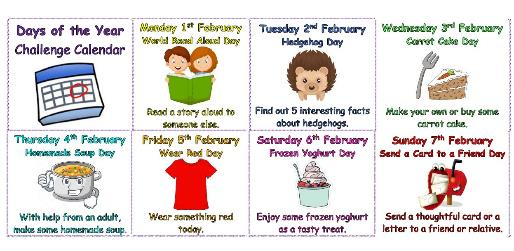 Days of the Year
Challenge Calendar
Monday 1st February
World Read Aloud Day
Read a story aloud to
someone else.
Tuesday 2nd February
Hedgehog Day
Find out 5 interesting facts
about hedgehogs.
Wednesday 3rd February
Carrot Cake Day
Make your own or buy some
carrot cake.
Thursday 4th February
Homemade Soup Day
With help from an adult,
make some homemade soup.
Friday 5th February
Wear Red Day
Wear something red
today.
Saturday 6th February
Frozen Yoghurt Day
Enjoy some frozen yoghurt
as a tasty treat.
Sunday 7th February
Send a Card to a Friend Day
Send a thoughtful card or a
letter to a friend or relative.